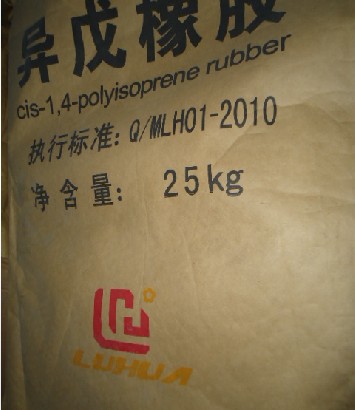 异戊橡胶
cis-1,4-polyisoprene rubber
执行标准: Q/MLH01-2010
净含量: 25kg
LUHUA